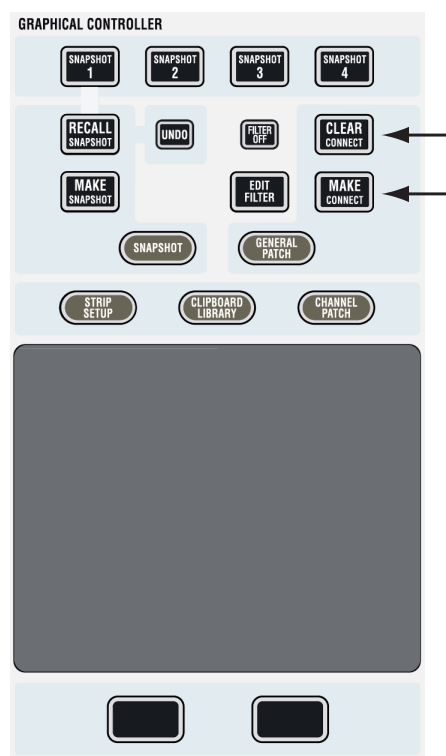 GRAPHICAL CONTROLLER
SNAPSHOT
1
SNAPSHOT
2
SNAPSHOT
3
SNAPSHOT
4
RECALL
SNAPSHOT
UNDO
FILTER
OFF
CLEAR
CONNECT
MAKE
SNAPSHOT
EDIT
FILTER
MAKE
CONNECT
SNAPSHOT
GENERAL
PATCH
STRIP
SETUP
CLIPBOARD
LIBRARY
CHANNEL
PATCH